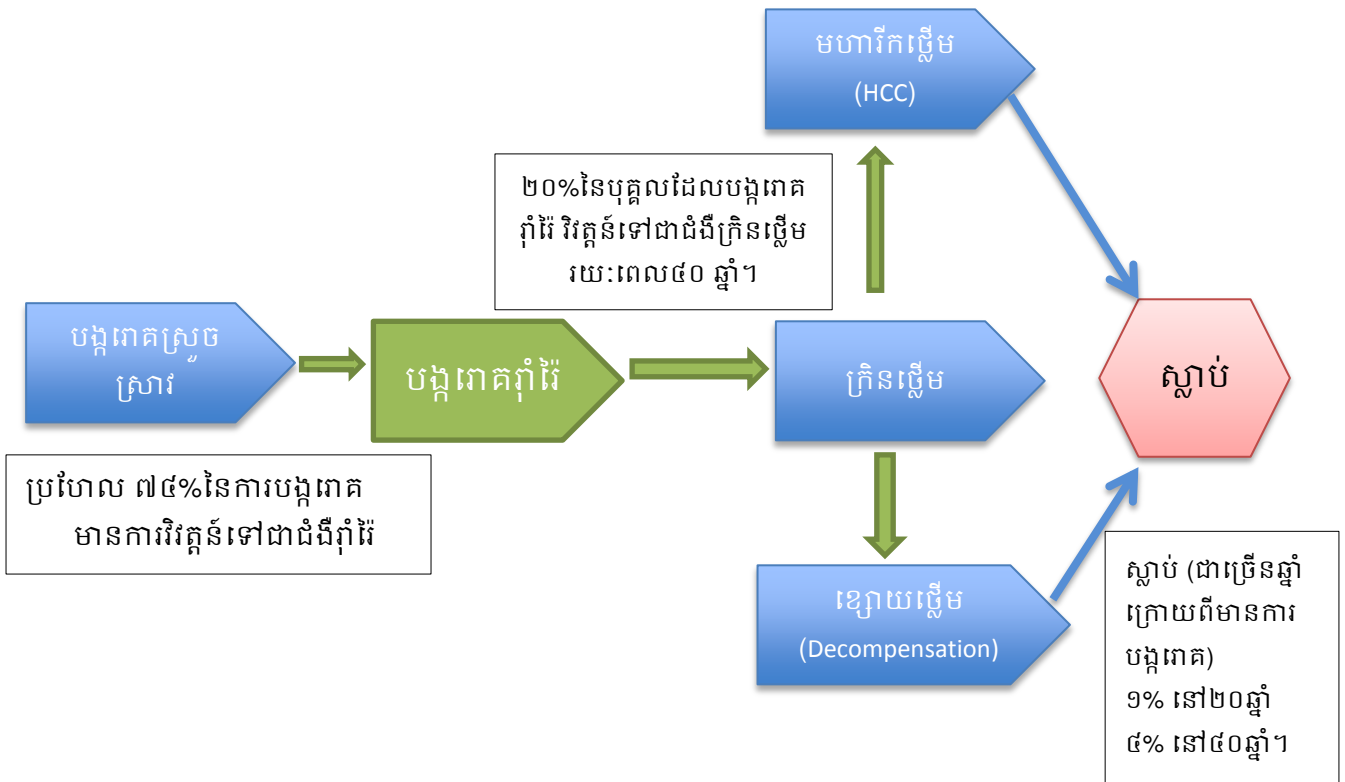 មហារីកថ្លើម
(HCC)
២០%នៃបុគ្គលដែលបង្ករោគ
រ៉ាំរ៉ៃ វិវត្តន៍ទៅជាជំងឺក្រិនថ្លើម
រយៈពេល៤០ ឆ្នាំ។
បង្ករោគស្រួច
ស្រាវ
បង្ករោគរ៉ាំរ៉ៃ
ក្រិនថ្លើម
ស្លាប់
ប្រហែល ៧៤%នៃការបង្ករោគ
មានការវិវត្តន៍ទៅជាជំងឺរ៉ាំរ៉ៃ
ខ្សោយថ្លើម
(Decompensation)
ស្លាប់ (ជាច្រើនឆ្នាំ
ក្រោយពីមានការ
បង្ករោគ)
១% នៅ២០ឆ្នាំ
៤% នៅ៤០ឆ្នាំ។